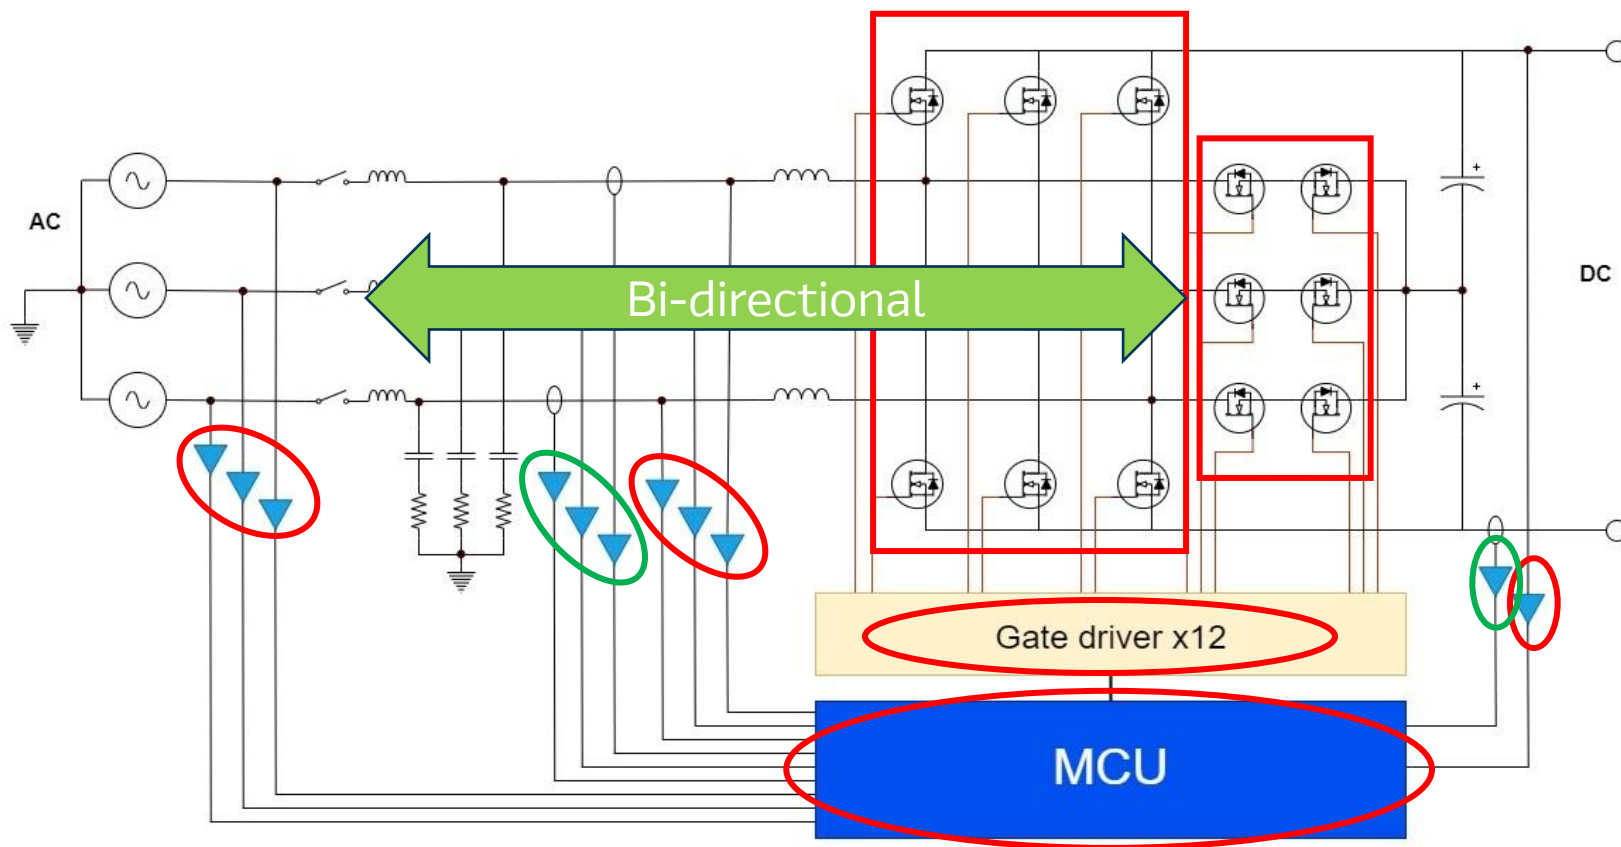 AC
Bi-directional
DC
+
+
Gate driver x12
MCU